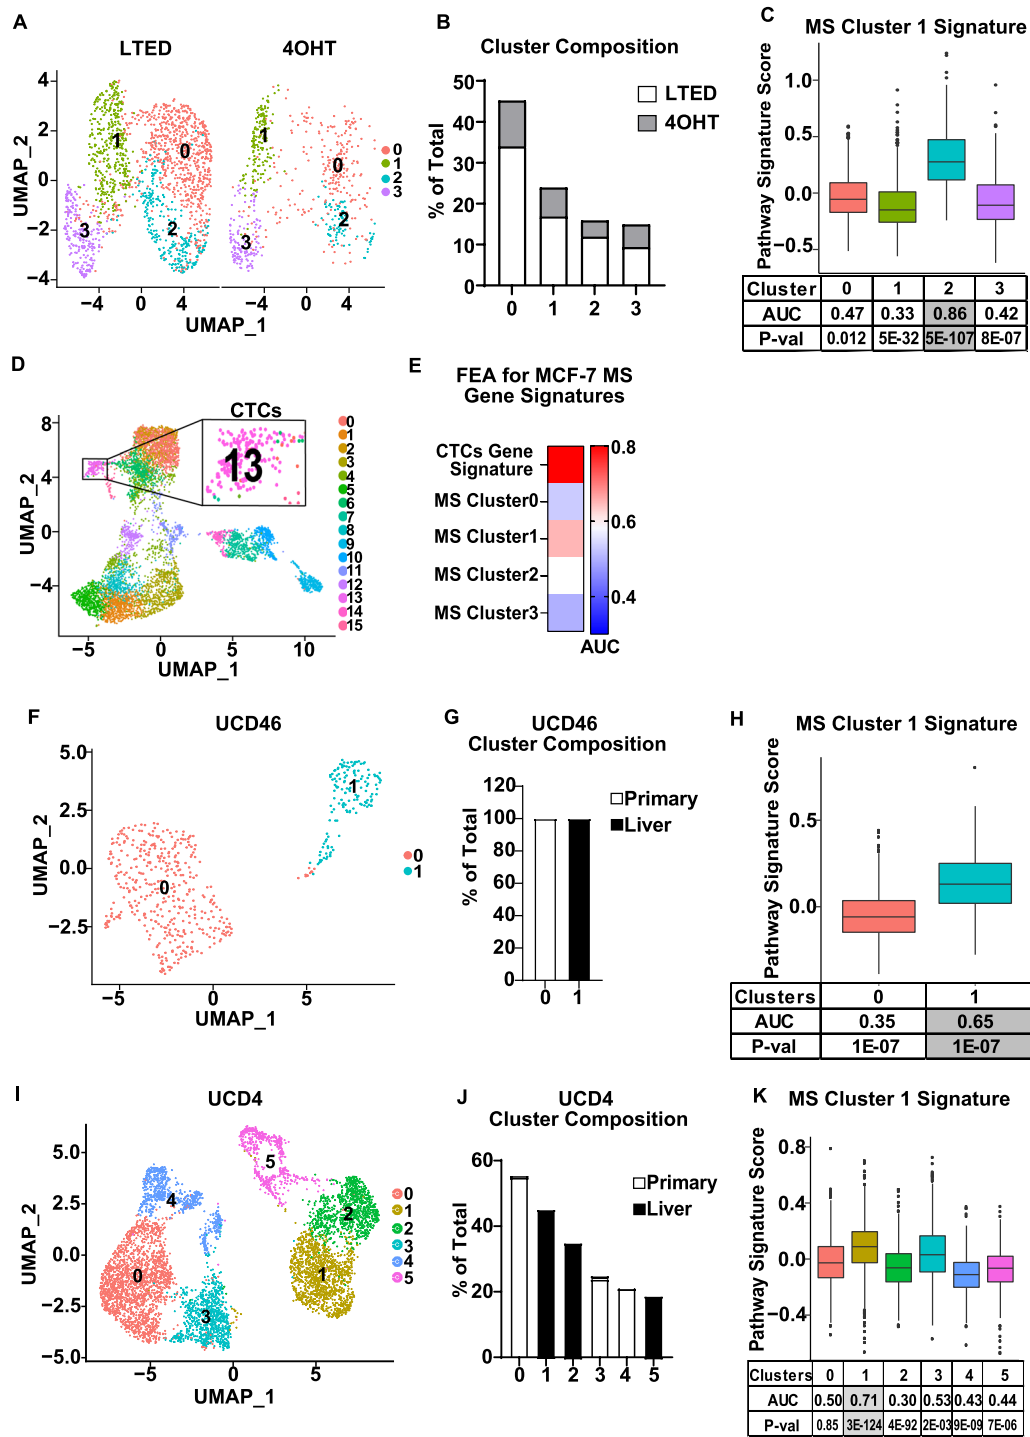 A
LTED 4OHT
UMAP_2
4
2
0
−2
−4
1
0
2
3
1
0
2
3
0
1
2
3
−4 0 4 −4 0 4
UMAP_1
B
Cluster Composition
% of Total
50
40
30
20
10
0
LTED
4OHT
0 1 2 3
C
MS Cluster 1 Signature
Pathway Signature Score
1.0
0.5
0.0
−0.5
Cluster 0 1 2 3
AUC 0.47 0.33 0.86 0.42
P-val 0.012 5E-32 5E-107 8E-07
D
CTCs
13
UMAP_2
8
4
0
−4
−5 0 5 10
UMAP_1
0
1
2
3
4
5
6
7
8
9
10
11
12
13
14
15
E
FEA for MCF-7 MS
Gene Signatures
CTCs Gene
Signature
MS Cluster0
MS Cluster1
MS Cluster2
MS Cluster3
0.8
0.6
0.4
AUC
F
UCD46
UMAP_2
5.0
2.5
0.0
−2.5
0
1
0
1
−5 0 5
UMAP_1
G
UCD46
Cluster Composition
% of Total
120
100
80
60
40
20
0
Primary
Liver
0 1
H
MS Cluster 1 Signature
Pathway Signature Score
0.5
0.0
Clusters 0 1
AUC 0.35 0.65
P-val 1E-07 1E-07
I
UCD4
UMAP_2
5.0
2.5
0.0
−2.5
−5.0
5
4
2
0
1
3
0
1
2
3
4
5
−5 0 5
UMAP_1
J
UCD4
Cluster Composition
% of Total
60
40
20
0
Primary
Liver
0 1 2 3 4 5
K
MS Cluster 1 Signature
Pathway Signature Score
0.8
0.4
0.0
−0.4
Clusters 0 1 2 3 4 5
AUC 0.50 0.71 0.30 0.53 0.43 0.44
P-val 0.85 3E-124 4E-92 2E-03 9E-09 7E-06